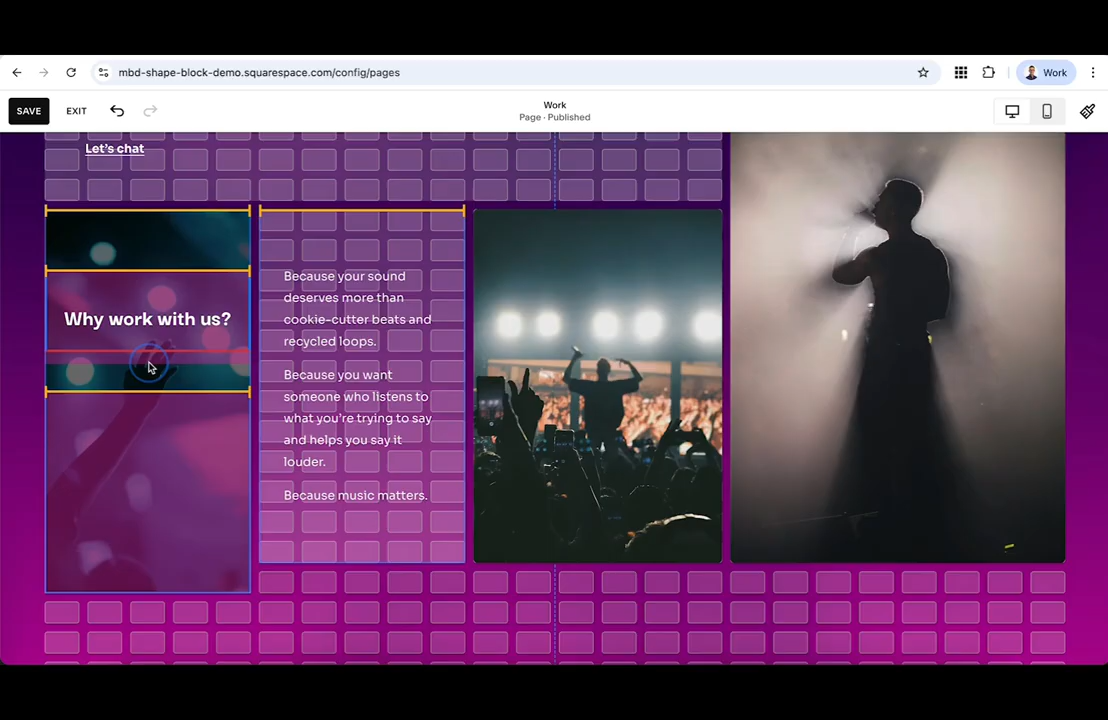 mbd-shape-block-demo.squarespace.com/config/pages
Work
SAVE
EXIT
Work
Page · Published
Let's chat
Why work with us?
Because your sound
deserves more than
cookie-cutter beats and
recycled loops.
Because you want
someone who listens to
what you're trying to say
and helps you say it
louder.
Because music matters.